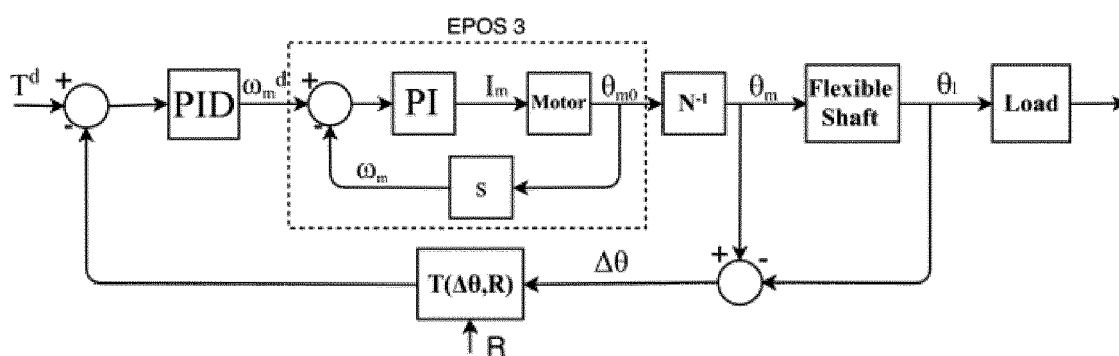 EPOS 3
T^d
+
-
PID
ω_m^d
+
-
PI
I_m
Motor
θ_m0
N⁻¹
θ_m
Flexible
Shaft
θ_l
Load
ω_m
s
+
-
Δθ
T(Δθ,R)
R